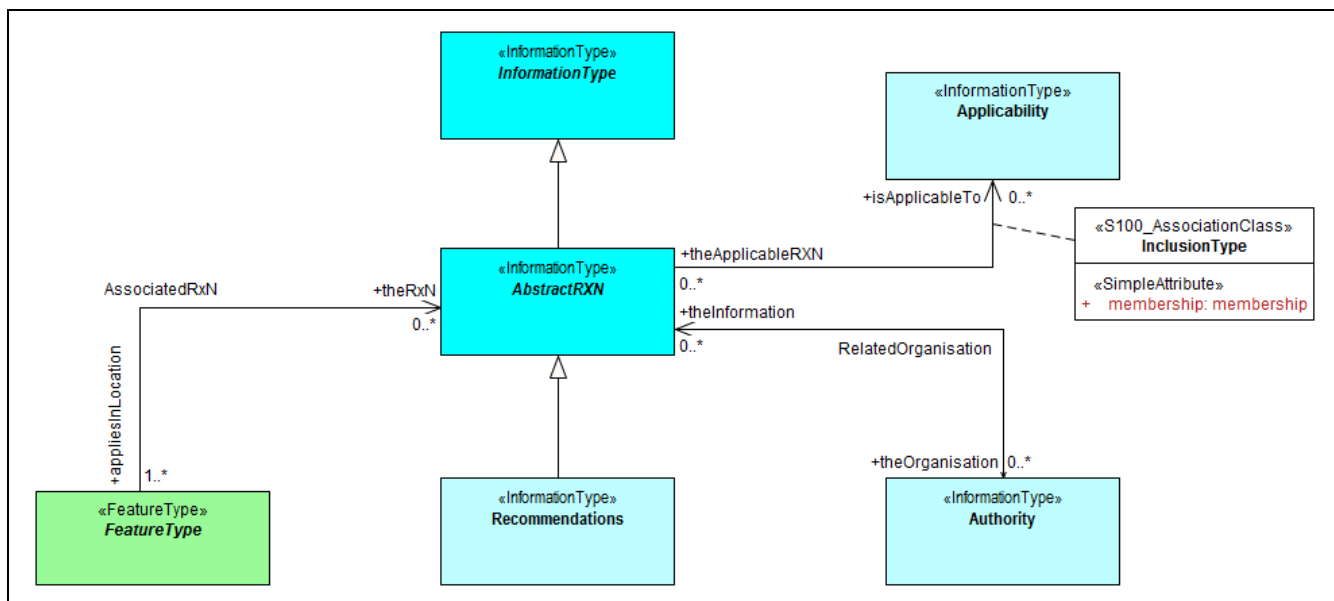 «InformationType»
InformationType
«InformationType»
Applicability
+isApplicableTo 0..*
«S100_AssociationClass»
InclusionType
«SimpleAttribute»
+ membership: membership
«InformationType»
AbstractRXN
+theApplicableRXN
0..*
AssociatedRxN
+theRxN
0..*
+theInformation
0..*
RelatedOrganisation
+appliesInLocation
1..*
+theOrganisation 0..*
«FeatureType»
FeatureType
«InformationType»
Recommendations
«InformationType»
Authority